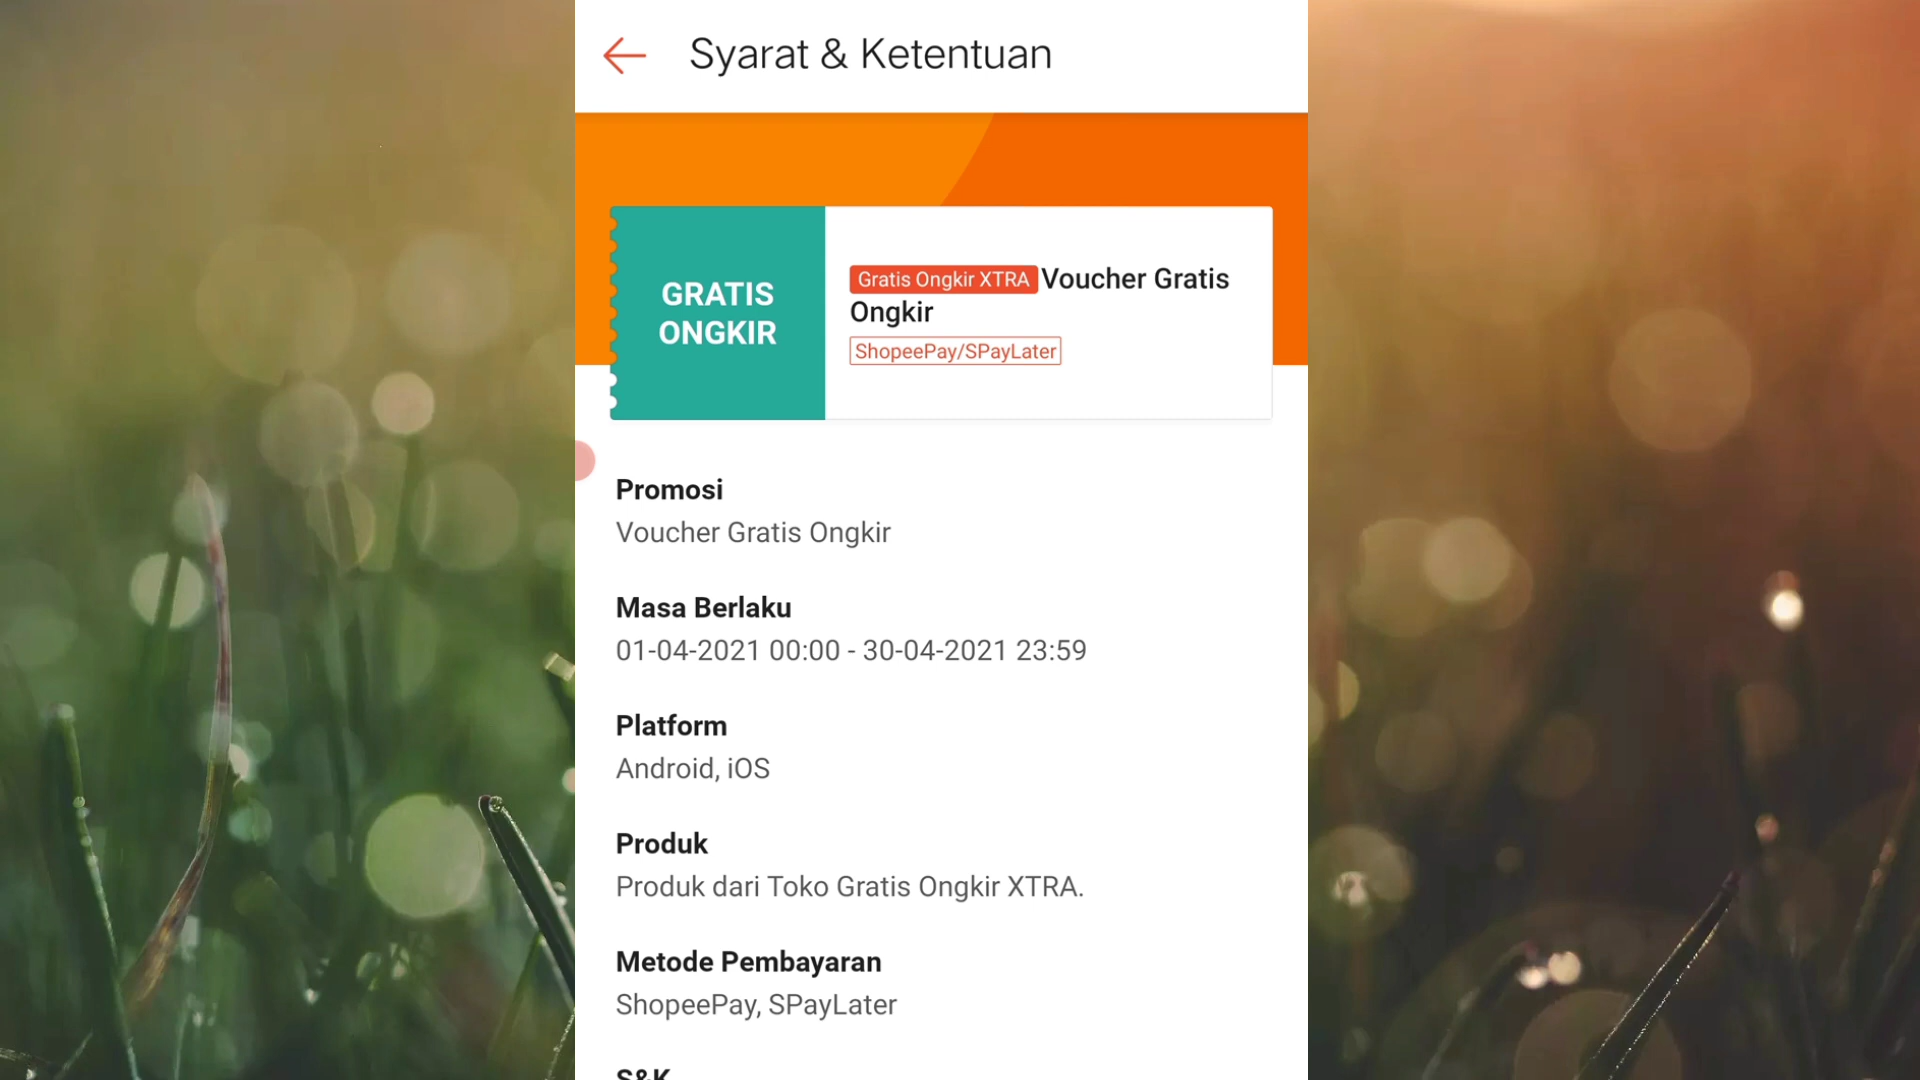 Syarat & Ketentuan
GRATIS
ONGKIR
Gratis Ongkir XTRA Voucher Gratis
Ongkir
ShopeePay/SPayLater
Promosi
Voucher Gratis Ongkir
Masa Berlaku
01-04-2021 00:00 - 30-04-2021 23:59
Platform
Android, iOS
Produk
Produk dari Toko Gratis Ongkir XTRA.
Metode Pembayaran
ShopeePay, SPayLater
S&K